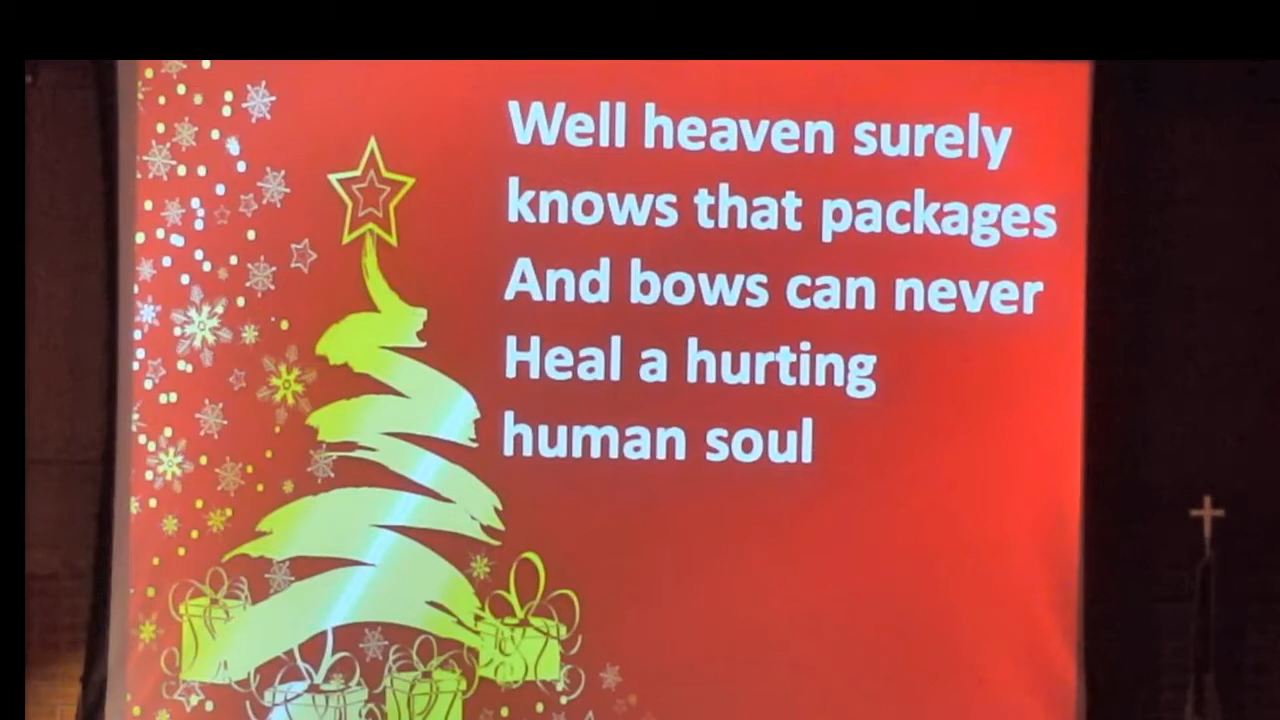 Well heaven surely
knows that packages
And bows can never
Heal a hurting
human soul